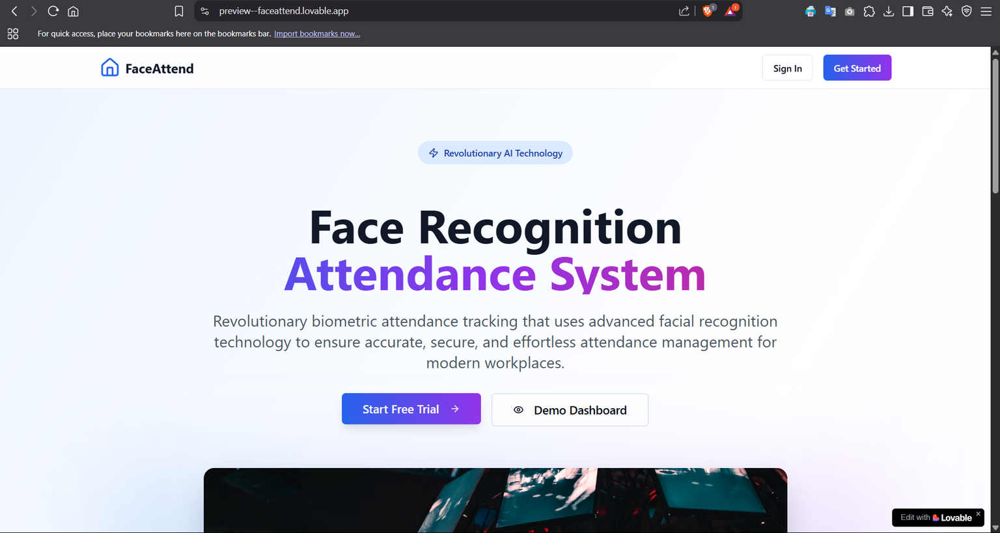 preview--faceattend.lovable.app
1
1
For quick access, place your bookmarks here on the bookmarks bar. Import bookmarks now...
FaceAttend
Sign In
Get Started
Revolutionary AI Technology
Face Recognition
Attendance System
Revolutionary biometric attendance tracking that uses advanced facial recognition
technology to ensure accurate, secure, and effortless attendance management for
modern workplaces.
Start Free Trial
Demo Dashboard
Edit with Lovable